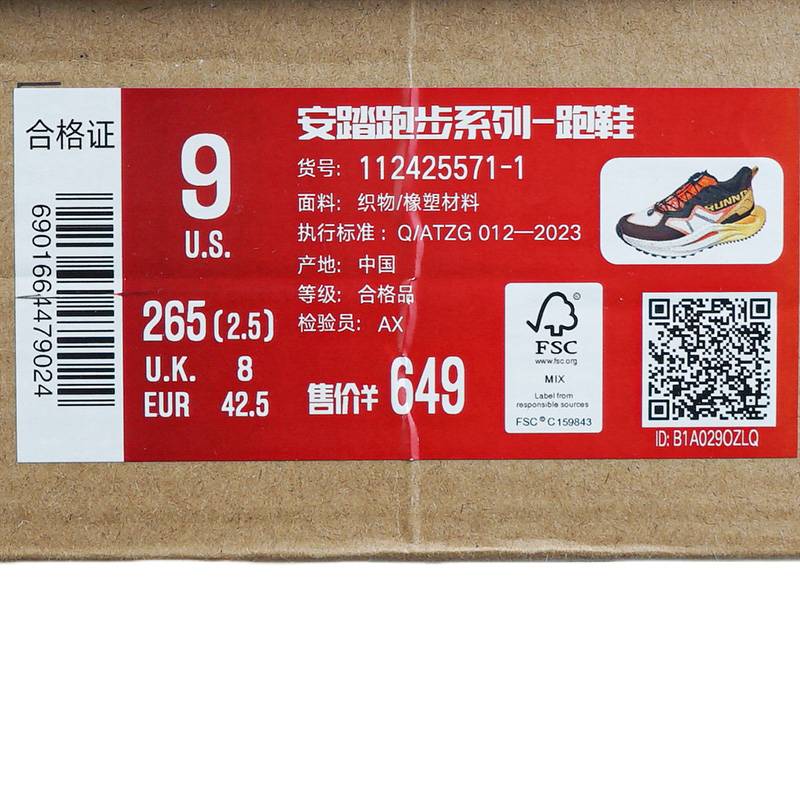 合格证
6901664479024
9
U.S.
265(2.5)
U.K. 8
EUR 42.5
安踏跑步系列-跑鞋
货号: 112425571-1
面料: 织物/橡塑材料
执行标准: Q/ATZG 012—2023
产地: 中国
等级: 合格品
检验员: AX
售价¥ 649
RUNNING
©
FSC
www.fsc.org
MIX
Label from
responsible sources
FSC® C159843
ID: B1A029OZLQ